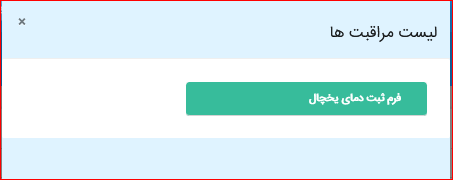 لیست مراقبت ها
×
فرم ثبت دمای یخچال